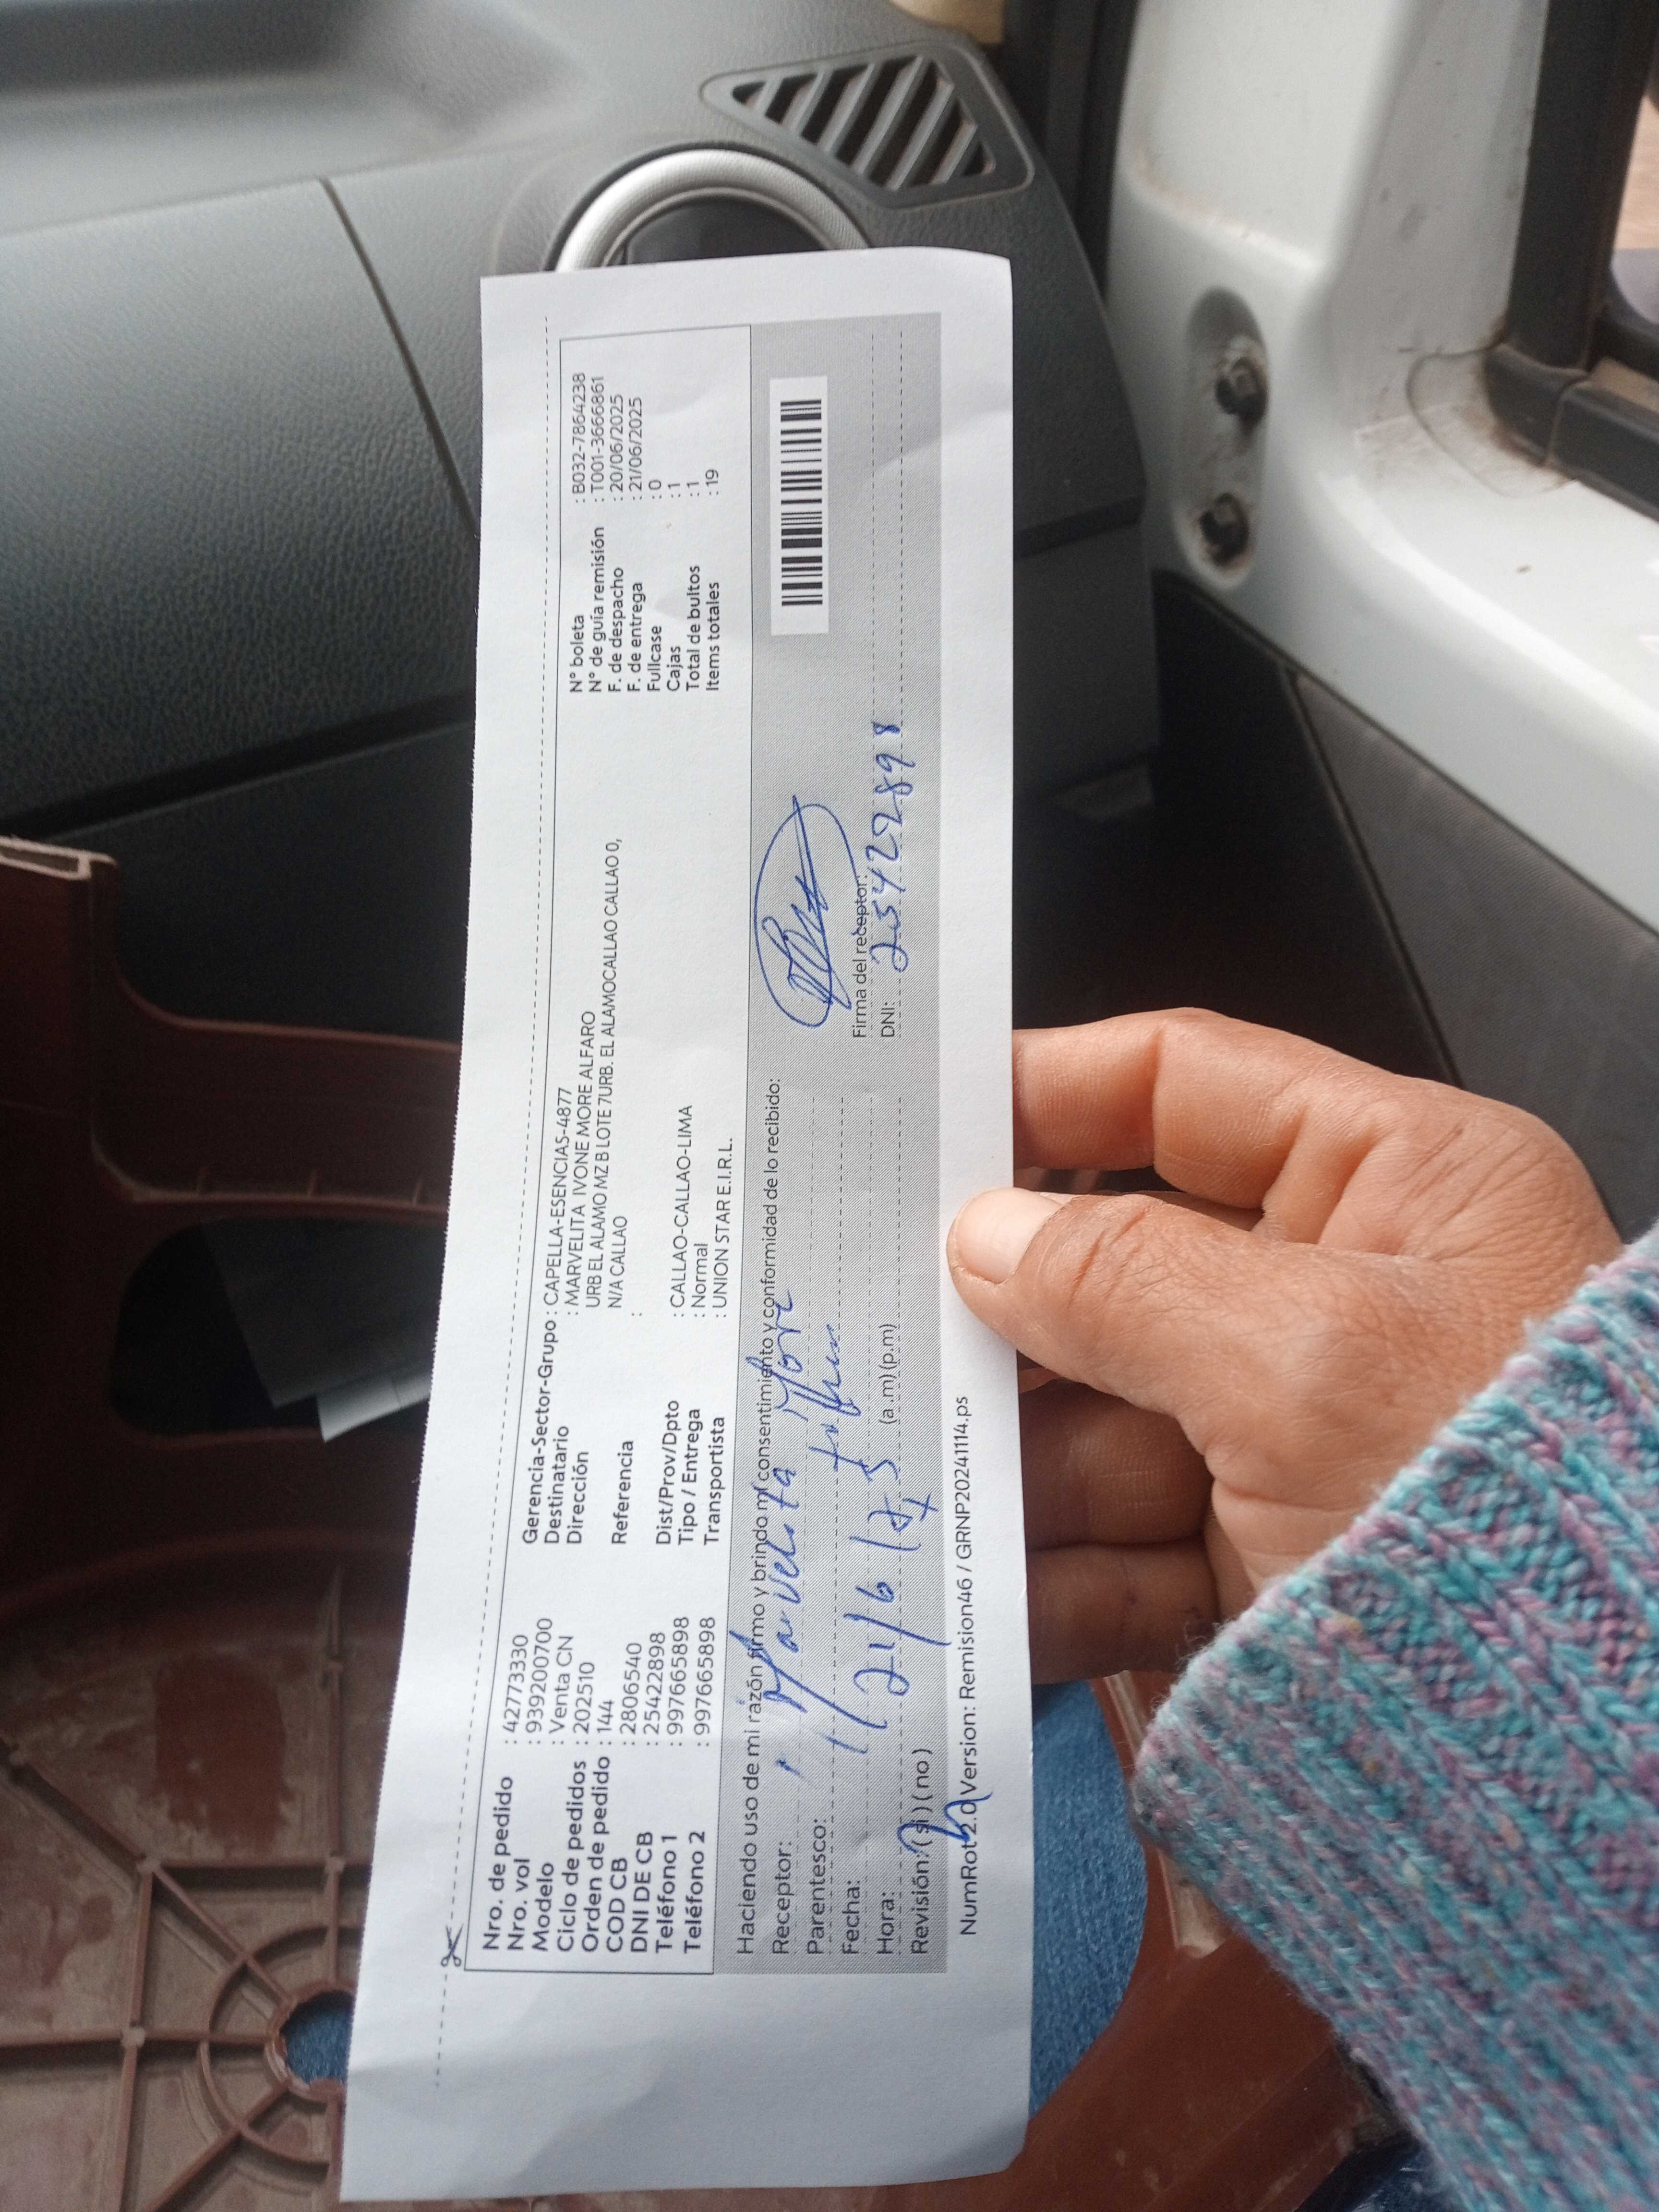 Nro. de pedido : 42773330
Nro. vol : 939200700
Modelo : Venta CN
Ciclo de pedidos : 202510
Orden de pedido : 144
COD CB : 2806540
DNI DE CB : 25422898
Teléfono 1 : 997665898
Teléfono 2 : 997665898
Gerencia-Sector-Grupo : CAPELLA-ESENCIAS-4877
Destinatario : MARVELITA IVONE MORE ALFARO
Dirección URB EL ALAMO MZ B LOTE 7URB. EL ALAMOCALLAO CALLAO 0,
N/A CALLAO
Referencia :
Dist/Prov/Dpto : CALLAO-CALLAO-LIMA
Tipo / Entrega : Normal
Transportista : UNION STAR E.I.R.L.
N° boleta : B032-7864238
N° de guía remisión : T001-3666861
F. de despacho : 20/06/2025
F. de entrega : 21/06/2025
Fullcase : 0
Cajas : 1
Total de bultos : 1
Items totales : 19
Haciendo uso de mi razón firmo y brindo mi consentimiento y conformidad de lo recibido:
Receptor: Marvelita More
Parentesco:
Fecha: 21/6/
Hora: (a.m) (p.m)
Revisión: (si) (no)
Firma del receptor:
DNI: 25422898
NumRot 2.0 Version: Remision46 / GRNP20241114.ps